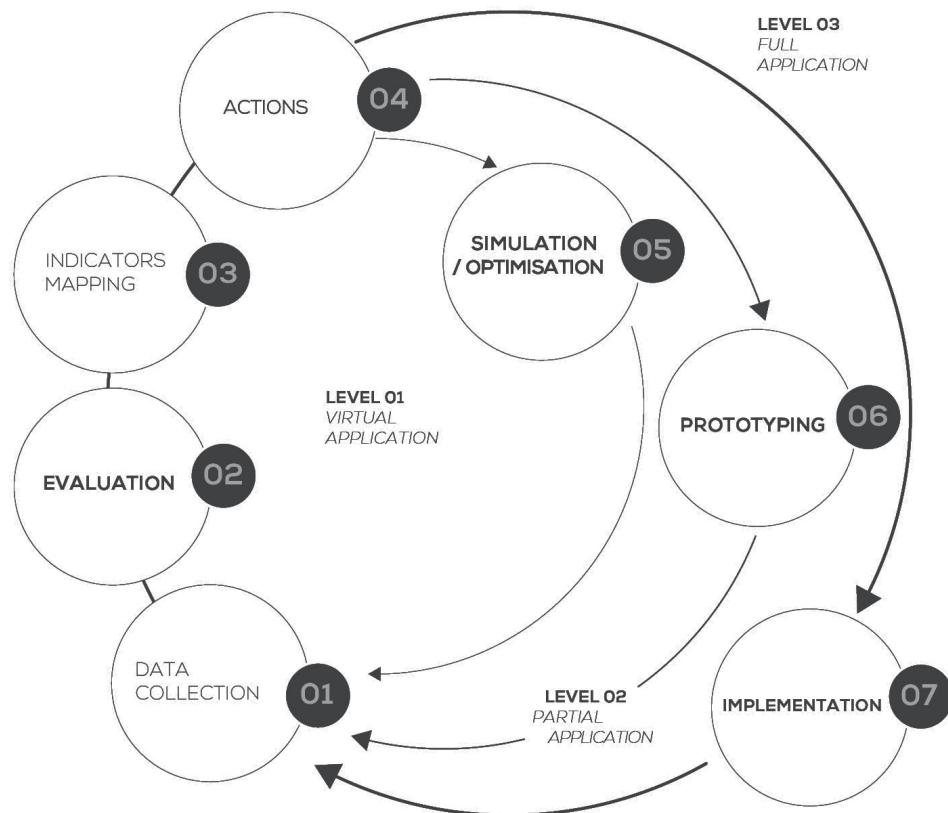 LEVEL 03
FULL
APPLICATION
ACTIONS
04
SIMULATION
/ OPTIMISATION
05
INDICATORS
MAPPING
03
LEVEL 01
VIRTUAL
APPLICATION
PROTOTYPING
06
EVALUATION
02
DATA
COLLECTION
01
LEVEL 02
PARTIAL
APPLICATION
IMPLEMENTATION
07